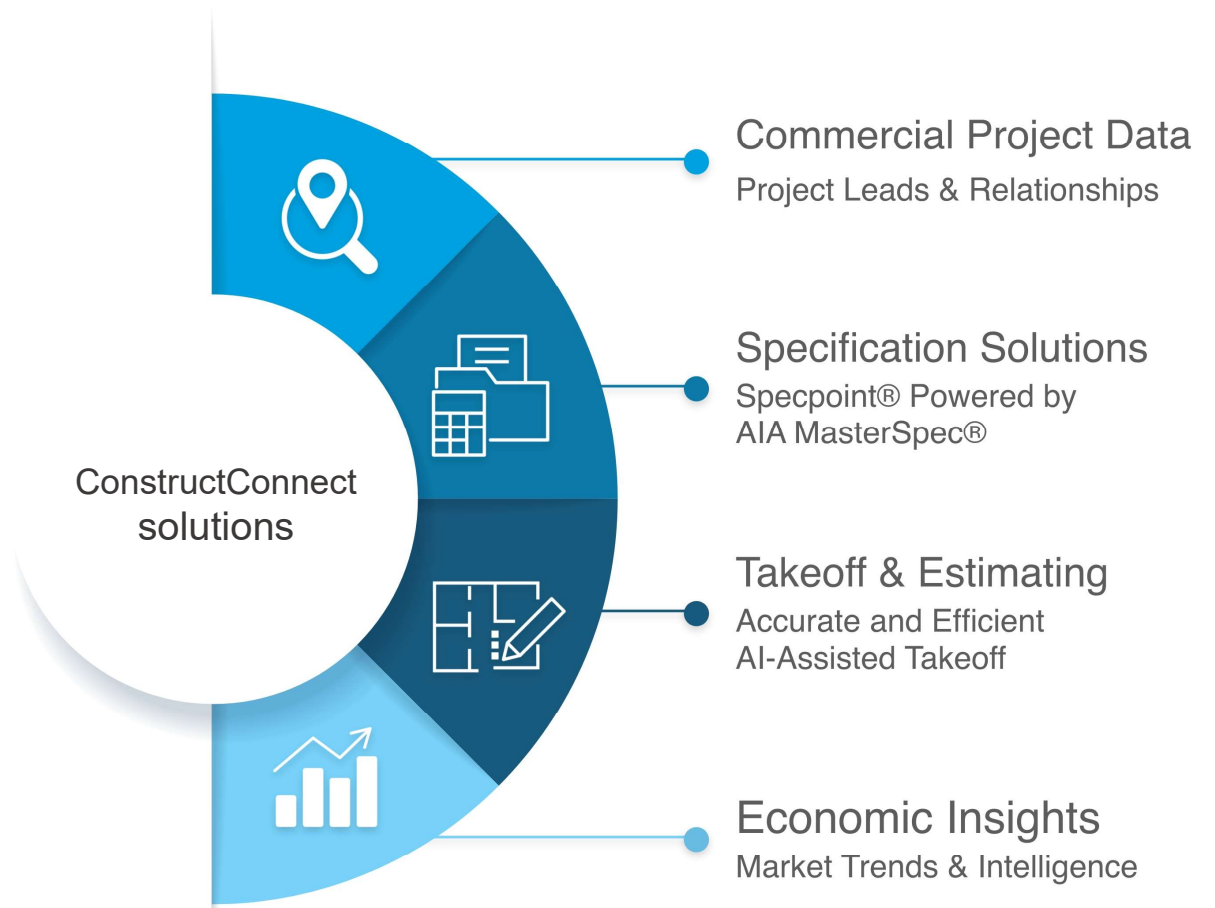 Commercial Project Data
Project Leads & Relationships
Specification Solutions
Specpoint® Powered by
AIA MasterSpec®
ConstructConnect
solutions
Takeoff & Estimating
Accurate and Efficient
AI-Assisted Takeoff
Economic Insights
Market Trends & Intelligence